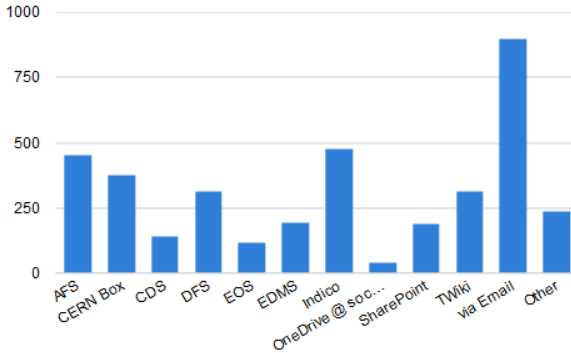 1000
750
500
250
0
AFS
CERN Box
CDS
DFS
EOS
EDMS
Indico
OneDrive @ soc...
SharePoint
TWiki
via Email
Other